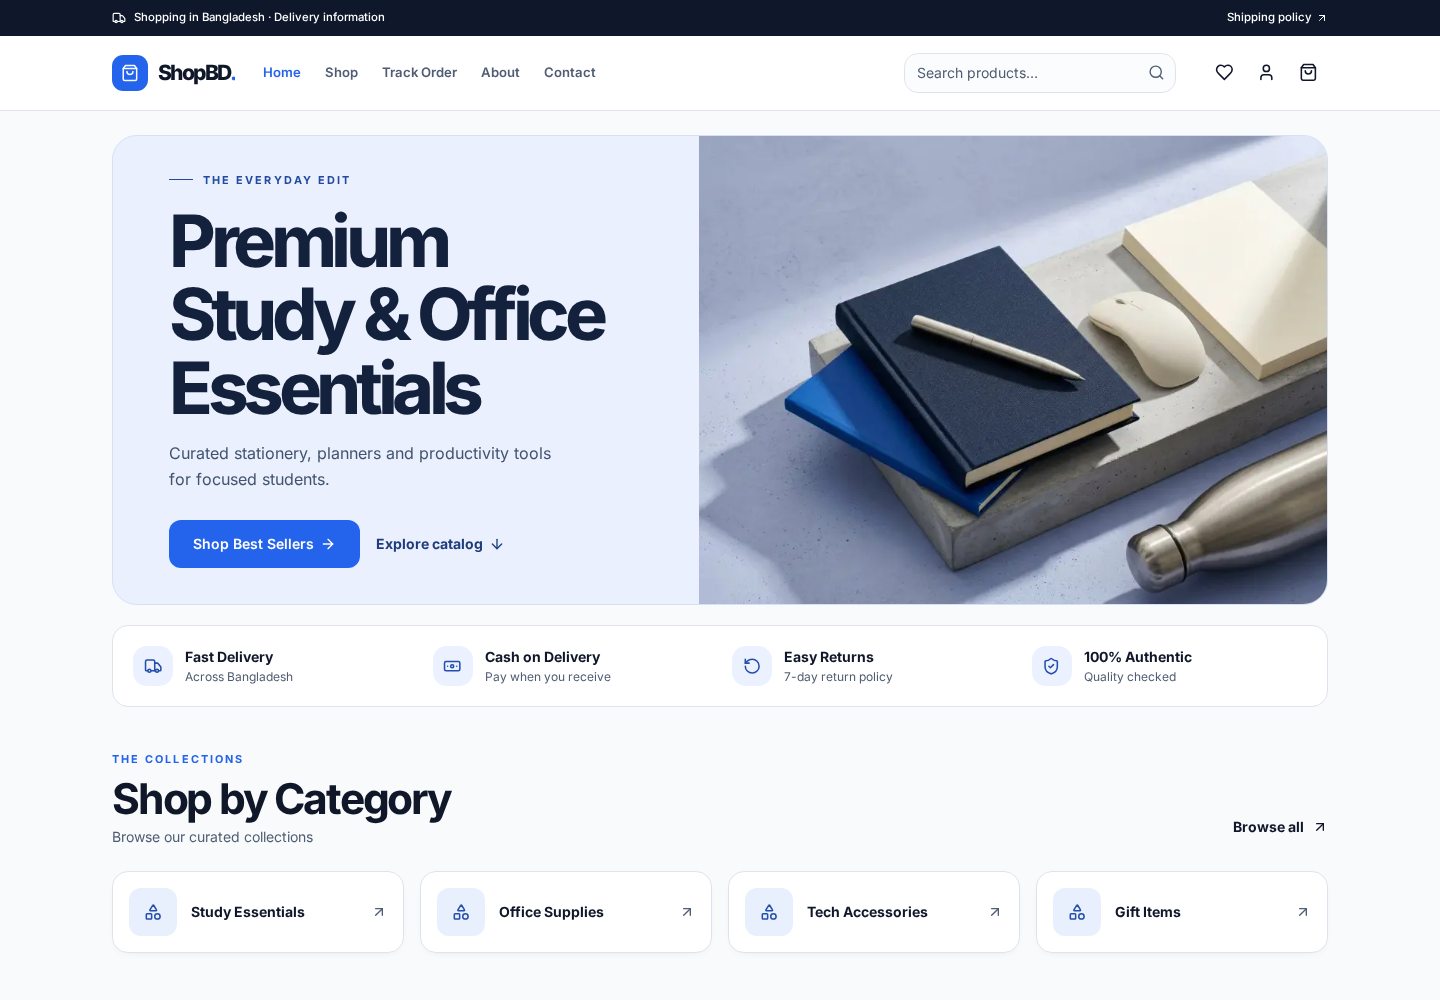 Shopping in Bangladesh · Delivery information
Shipping policy
ShopBD.
Home
Shop
Track Order
About
Contact
Search products...
THE EVERYDAY EDIT
Premium
Study & Office
Essentials
Curated stationery, planners and productivity tools
for focused students.
Shop Best Sellers
Explore catalog
Fast Delivery
Across Bangladesh
Cash on Delivery
Pay when you receive
Easy Returns
7-day return policy
100% Authentic
Quality checked
THE COLLECTIONS
Shop by Category
Browse our curated collections
Browse all
Study Essentials
Office Supplies
Tech Accessories
Gift Items